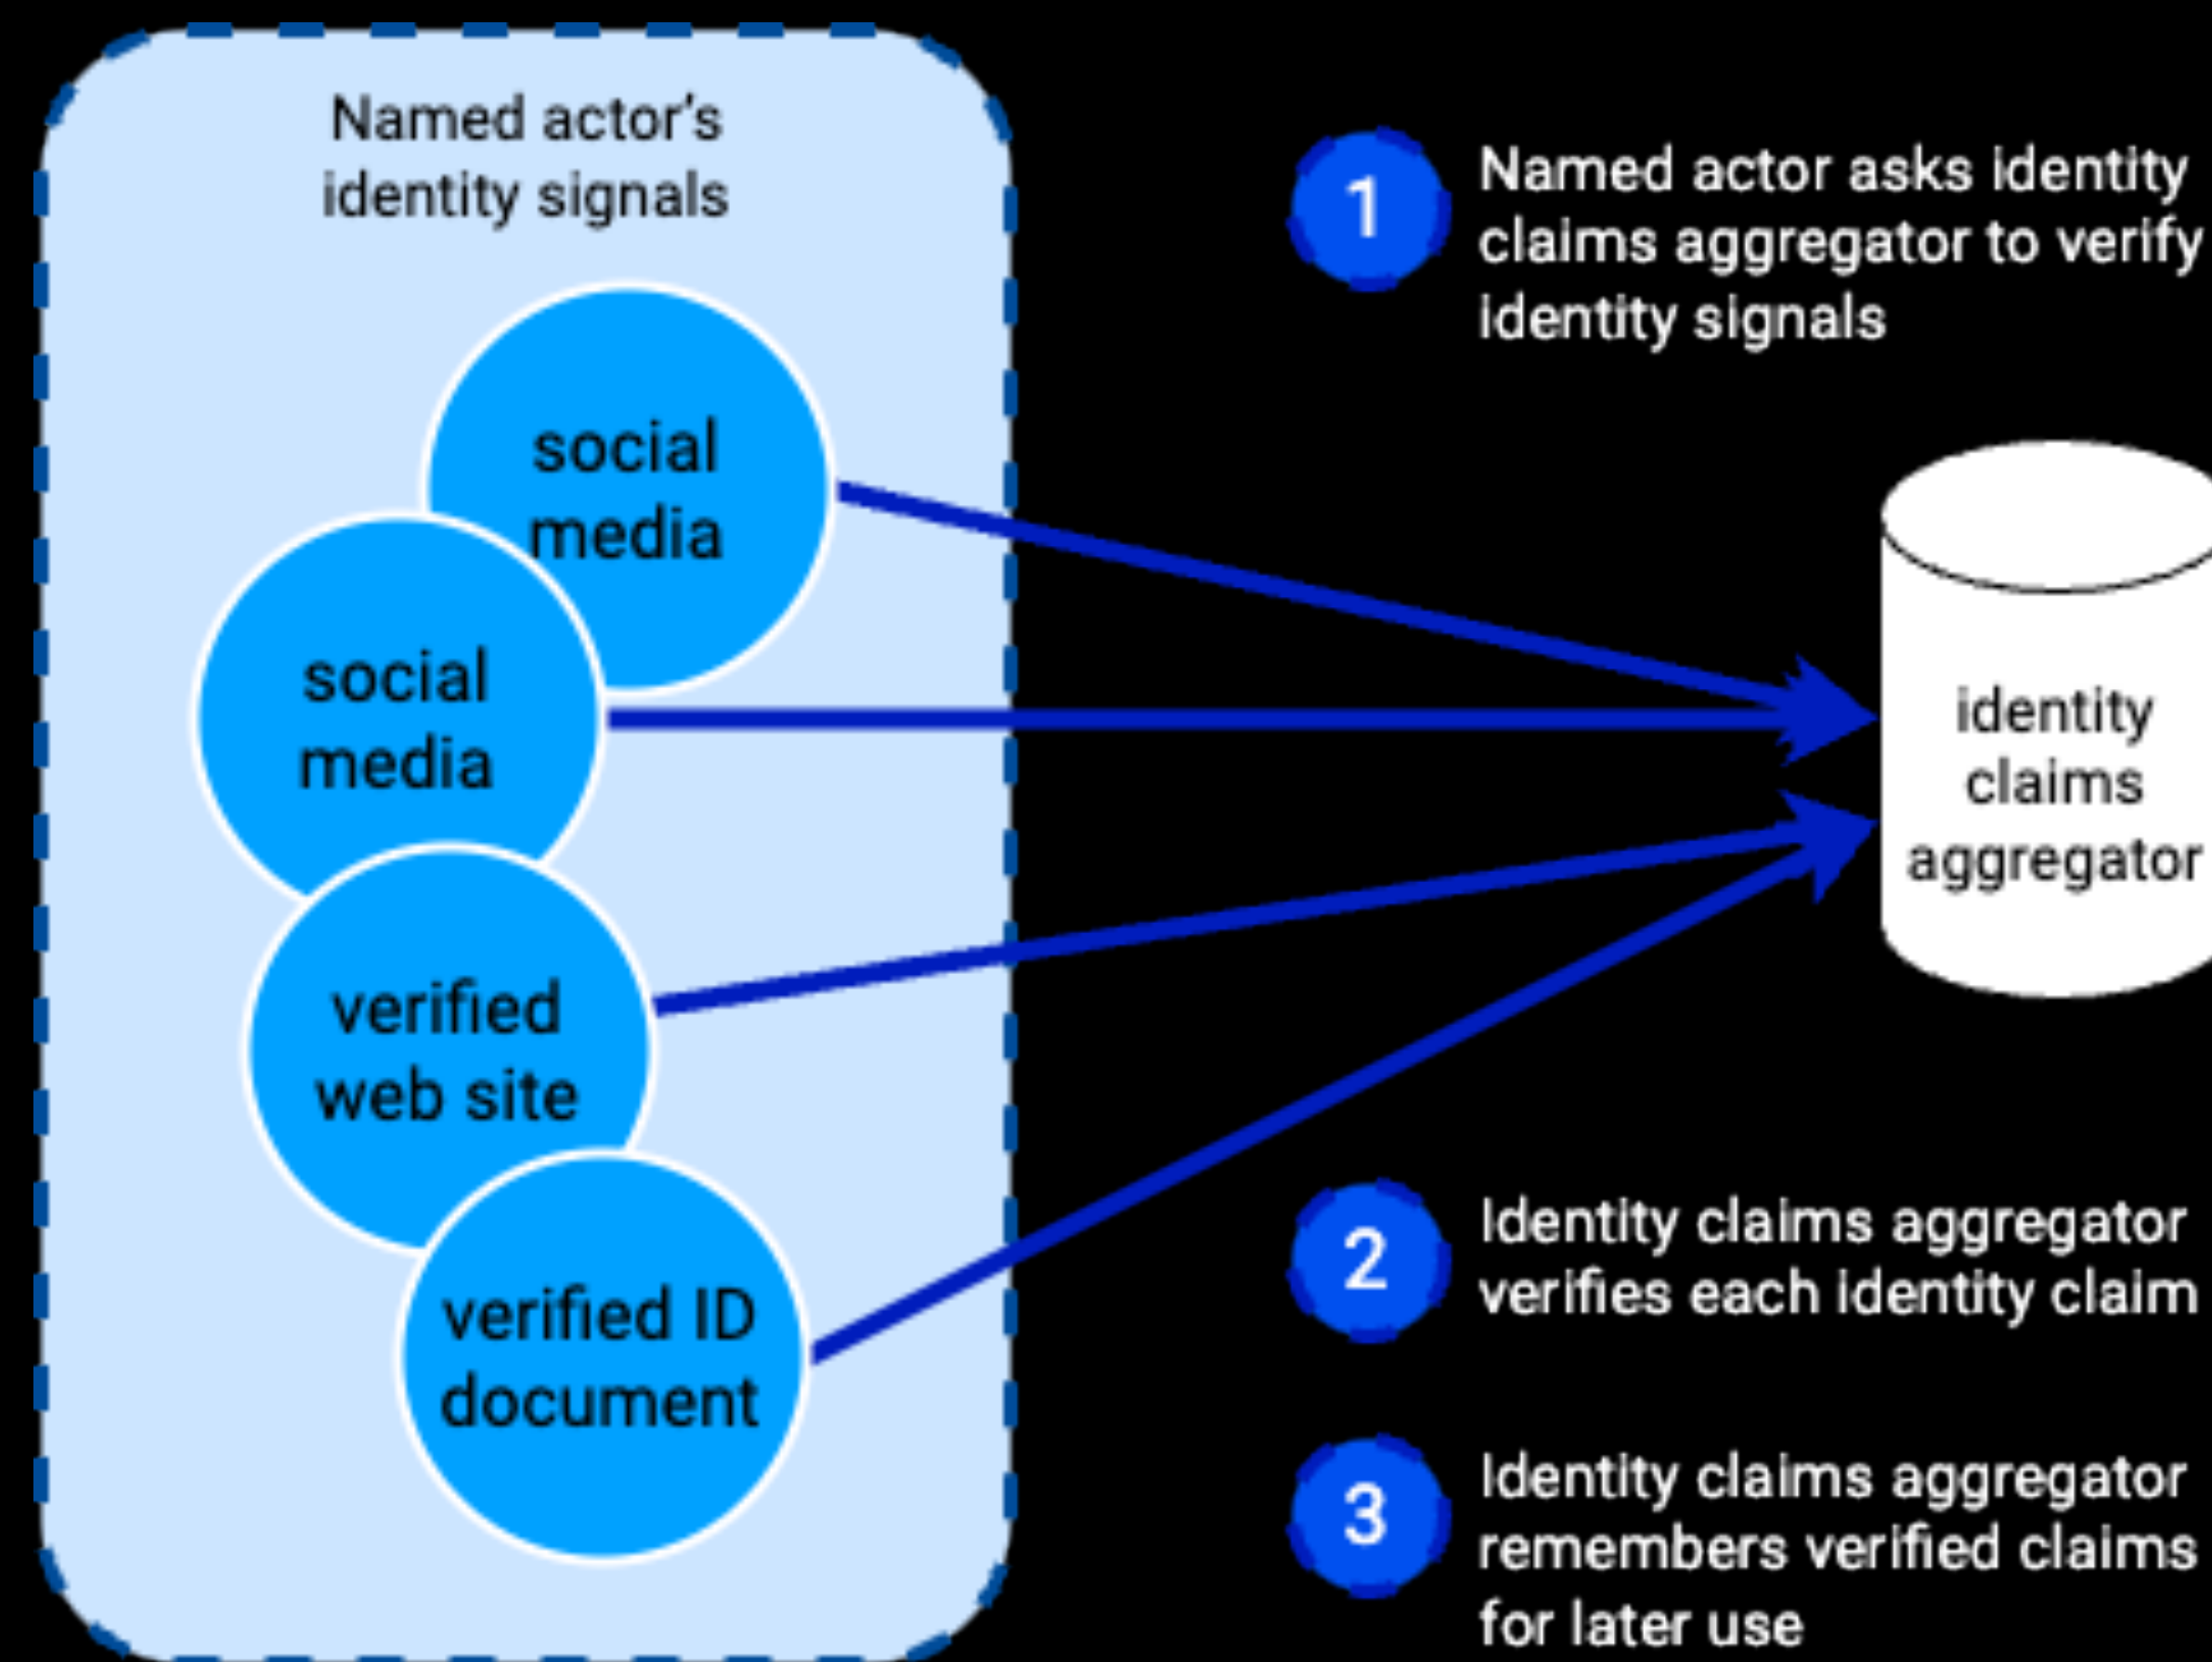 Named actor's
identity signals
social
media
social
media
verified
web site
verified ID
document
1
Named actor asks identity
claims aggregator to verify
identity signals
identity
claims
aggregator
2
Identity claims aggregator
verifies each identity claim
3
Identity claims aggregator
remembers verified claims
for later use